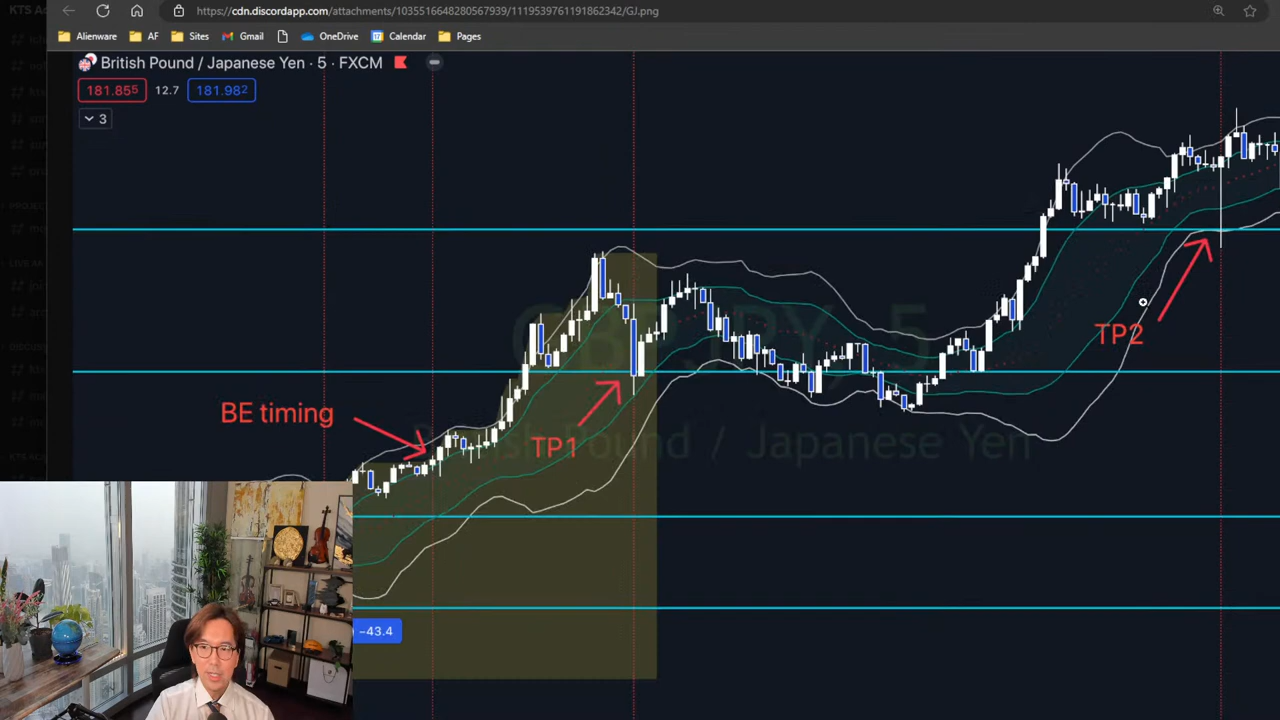 https://cdn.discordapp.com/attachments/1035516648280567939/1119539761191862342/GJ.png
Alienware
AF
Sites
Gmail
OneDrive
Calendar
Pages
British Pound / Japanese Yen · 5 · FXCM
181.855
12.7
181.982
3
GBPJPY, 5
British Pound / Japanese Yen
BE timing
TP1
TP2
−43.4